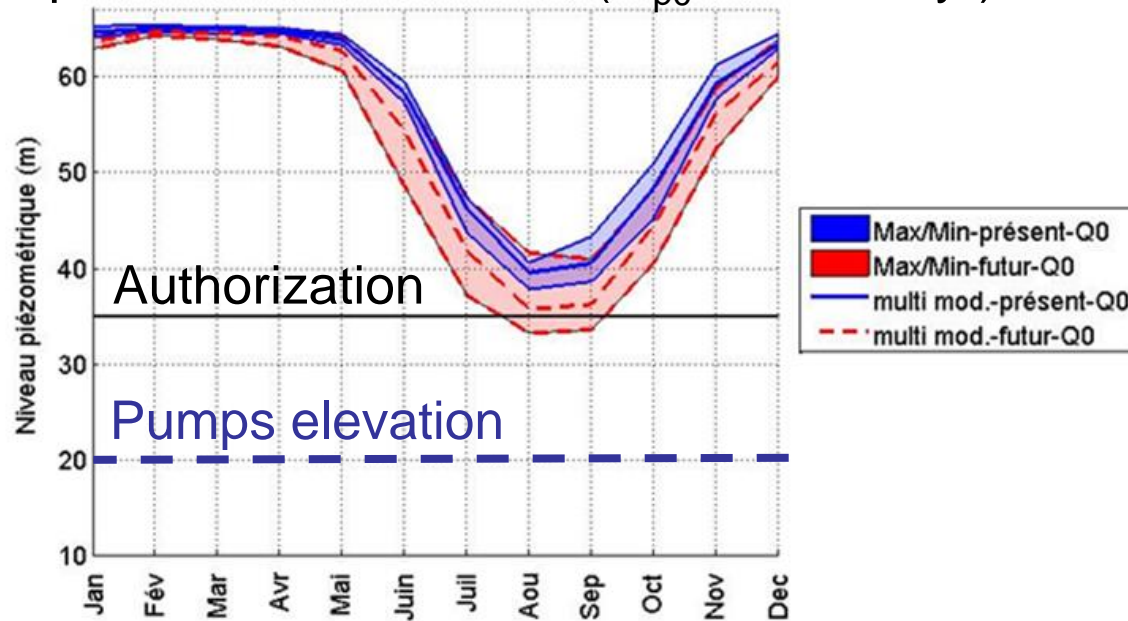 60
50
40
30
20
10
Niveau piézométrique (m)
Authorization
Pumps elevation
Jan
Fév
Mar
Avr
Mai
Juin
Juil
Aou
Sep
Oct
Nov
Dec
Max/Min-présent-Q0
Max/Min-futur-Q0
multi mod.-présent-Q0
multi mod.-futur-Q0